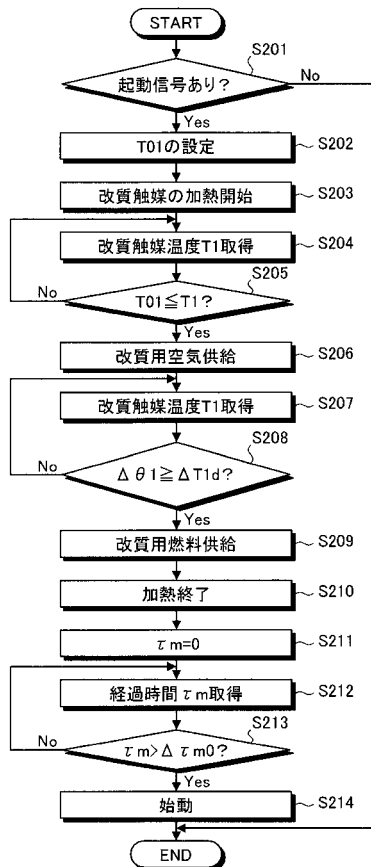 START
S201
起動信号あり?
No
Yes
T01の設定
S202
改質触媒の加熱開始
S203
改質触媒温度T1取得
S204
S205
No
T01≦T1?
Yes
改質用空気供給
S206
改質触媒温度T1取得
S207
S208
No
Δθ1≧ΔT1d?
Yes
改質用燃料供給
S209
加熱終了
S210
τm=0
S211
経過時間τm取得
S212
S213
No
τm>Δτm0?
Yes
始動
S214
END